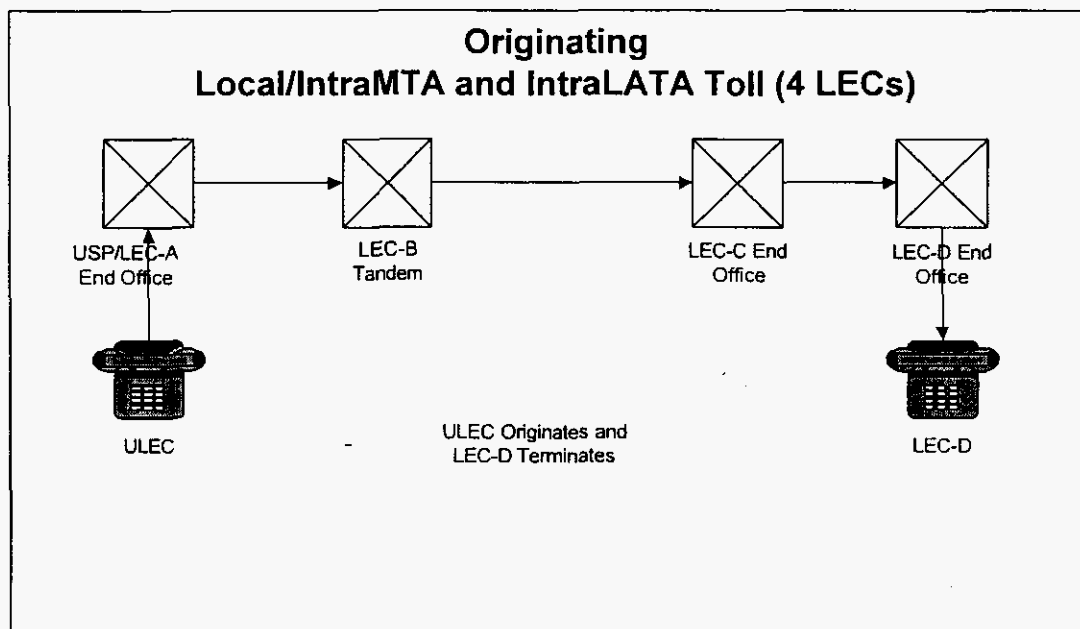 Originating
Local/IntraMTA and IntraLATA Toll (4 LECs)
USP/LEC-A
End Office
LEC-B
Tandem
LEC-C End
Office
LEC-D End
Office
ULEC
ULEC Originates and
LEC-D Terminates
LEC-D